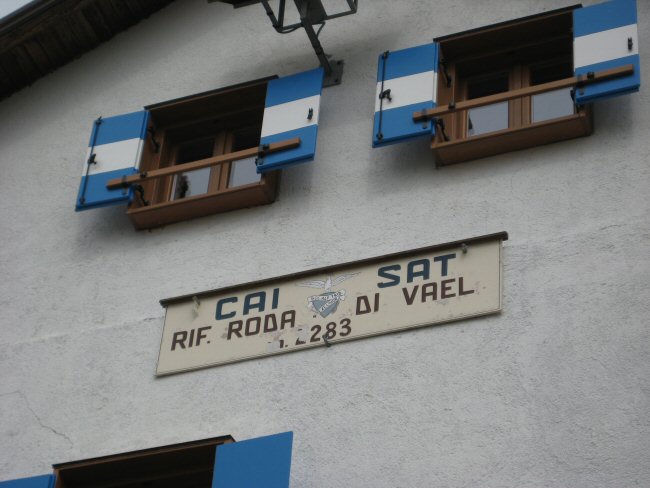 CAI SAT
RIF. RODA DI VAEL
2283